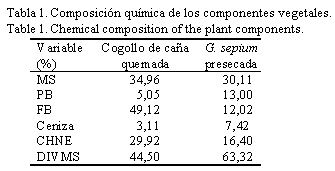 Tabla 1. Composición química de los componentes vegetales.
Table 1. Chemical composition of the plant components.
Variable Cogollo de caña G. sepium
(%) quemada presecada
MS 34,96 30,11
PB 5,05 13,00
FB 49,12 12,02
Ceniza 3,11 7,42
CHNE 29,92 16,40
DIVMS 44,50 63,32